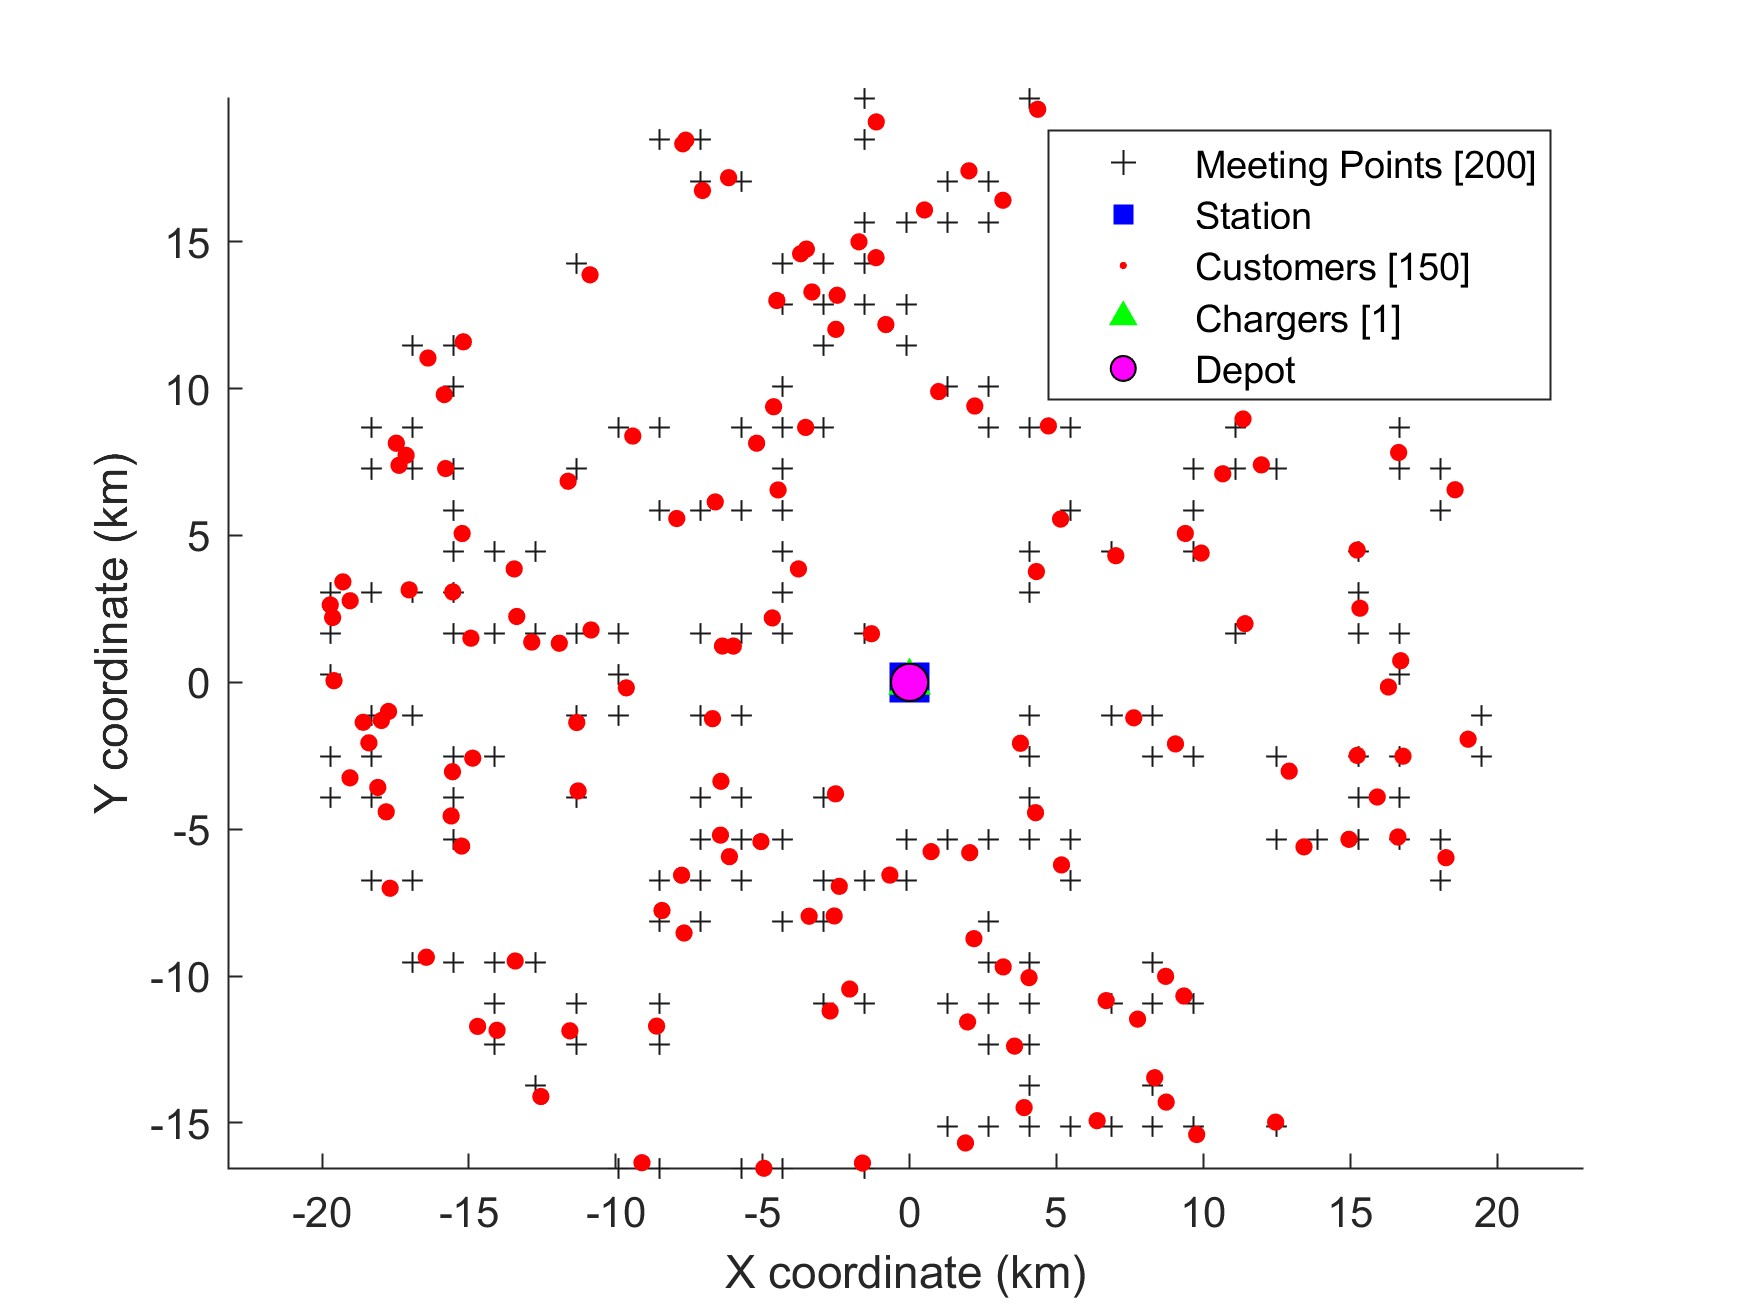 Meeting Points [200]
Station
Customers [150]
Chargers [1]
Depot
15
10
5
0
-5
-10
-15
Y coordinate (km)
-20 -15 -10 -5 0 5 10 15 20
X coordinate (km)